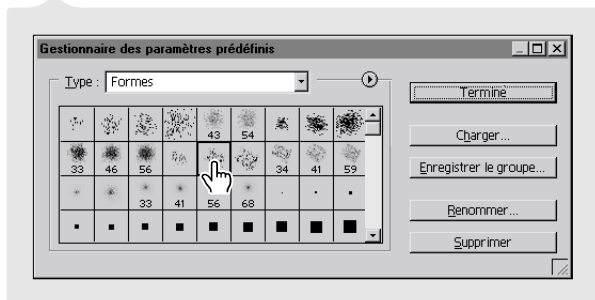 Gestionnaire des paramètres prédéfinis
Type : Formes
Terminé
Charger...
Enregistrer le groupe...
Renommer...
Supprimer
43 54
33 46 56 34 41 59
33 41 56 68